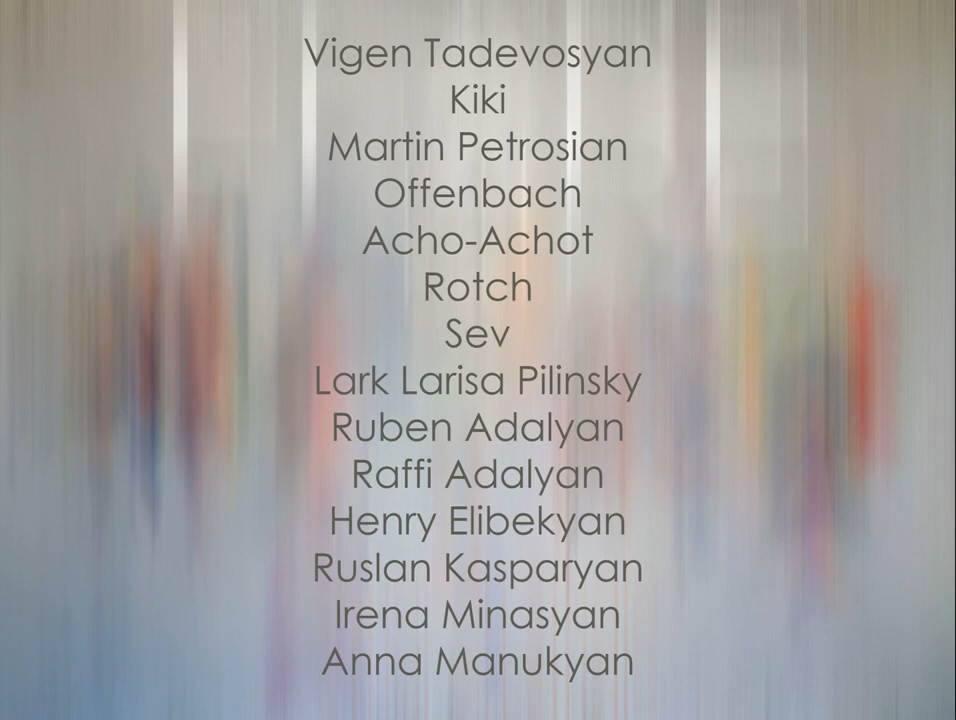 Vigen Tadevosyan
Kiki
Martin Petrosian
Offenbach
Acho-Achot
Rotch
Sev
Lark Larisa Pilinsky
Ruben Adalyan
Raffi Adalyan
Henry Elibekyan
Ruslan Kasparyan
Irena Minasyan
Anna Manukyan